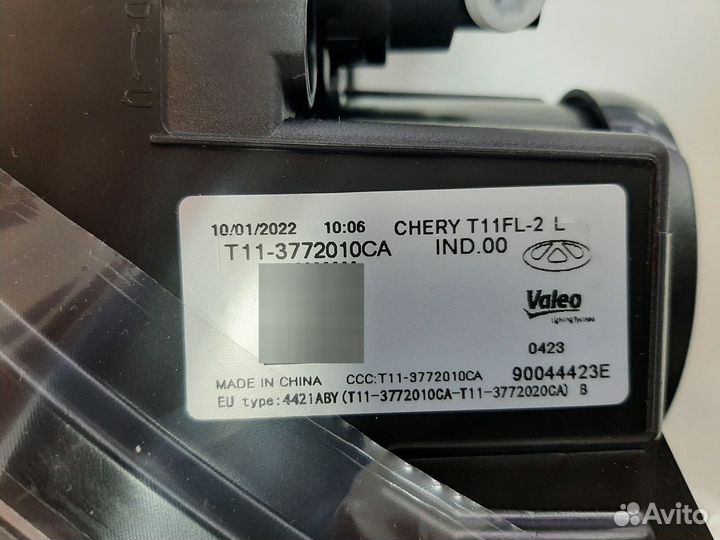 10/01/2022 10:06 CHERY T11FL-2 L
T11-3772010CA IND.00
Valeo
Lighting Systems
0423
MADE IN CHINA CCC:T11-3772010CA 90044423E
EU type:4421ABY(T11-3772010CA-T11-3772020CA) B
Avito